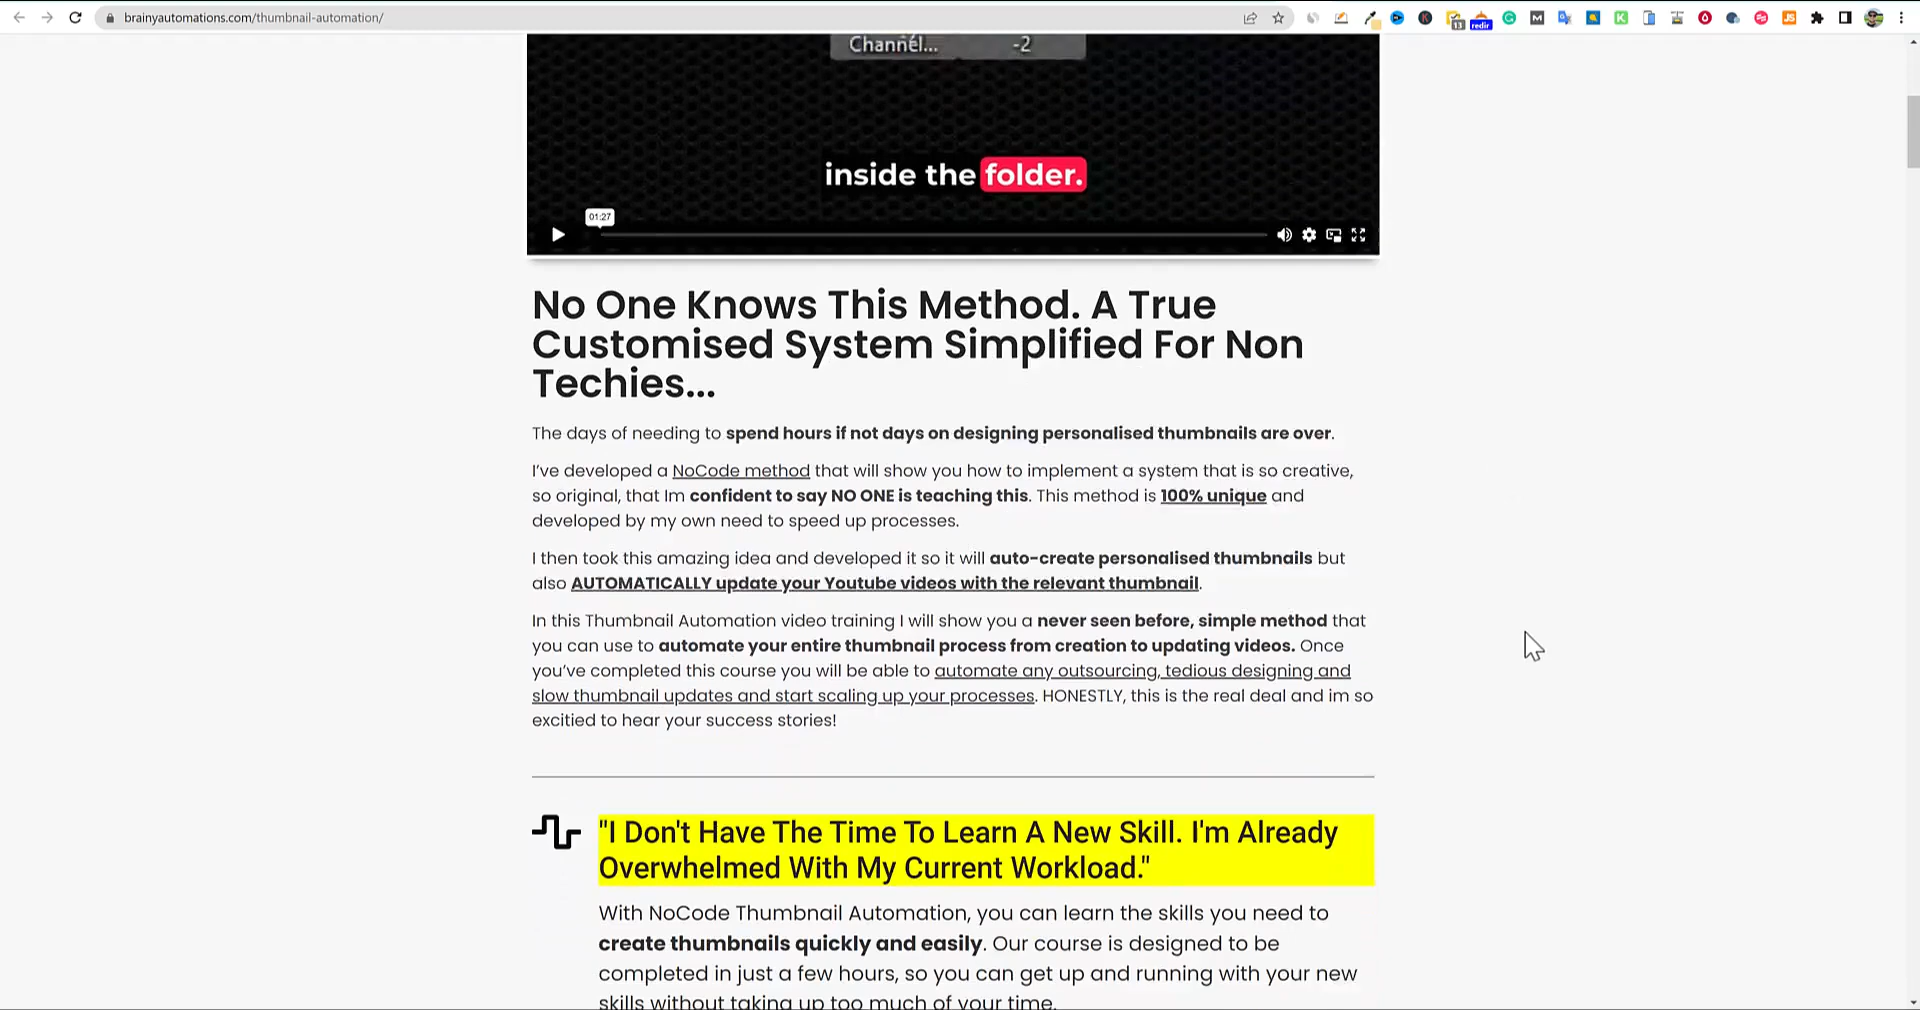 brainyautomations.com/thumbnail-automation/
Channel... -2
inside the folder.
01:27
No One Knows This Method. A True
Customised System Simplified For Non
Techies...
The days of needing to spend hours if not days on designing personalised thumbnails are over.
I've developed a NoCode method that will show you how to implement a system that is so creative,
so original, that Im confident to say NO ONE is teaching this. This method is 100% unique and
developed by my own need to speed up processes.
I then took this amazing idea and developed it so it will auto-create personalised thumbnails but
also AUTOMATICALLY update your Youtube videos with the relevant thumbnail.
In this Thumbnail Automation video training I will show you a never seen before, simple method that
you can use to automate your entire thumbnail process from creation to updating videos. Once
you've completed this course you will be able to automate any outsourcing, tedious designing and
slow thumbnail updates and start scaling up your processes. HONESTLY, this is the real deal and im so
excitied to hear your success stories!
"I Don't Have The Time To Learn A New Skill. I'm Already
Overwhelmed With My Current Workload."
With NoCode Thumbnail Automation, you can learn the skills you need to
create thumbnails quickly and easily. Our course is designed to be
completed in just a few hours, so you can get up and running with your new
skills without taking up too much of your time.